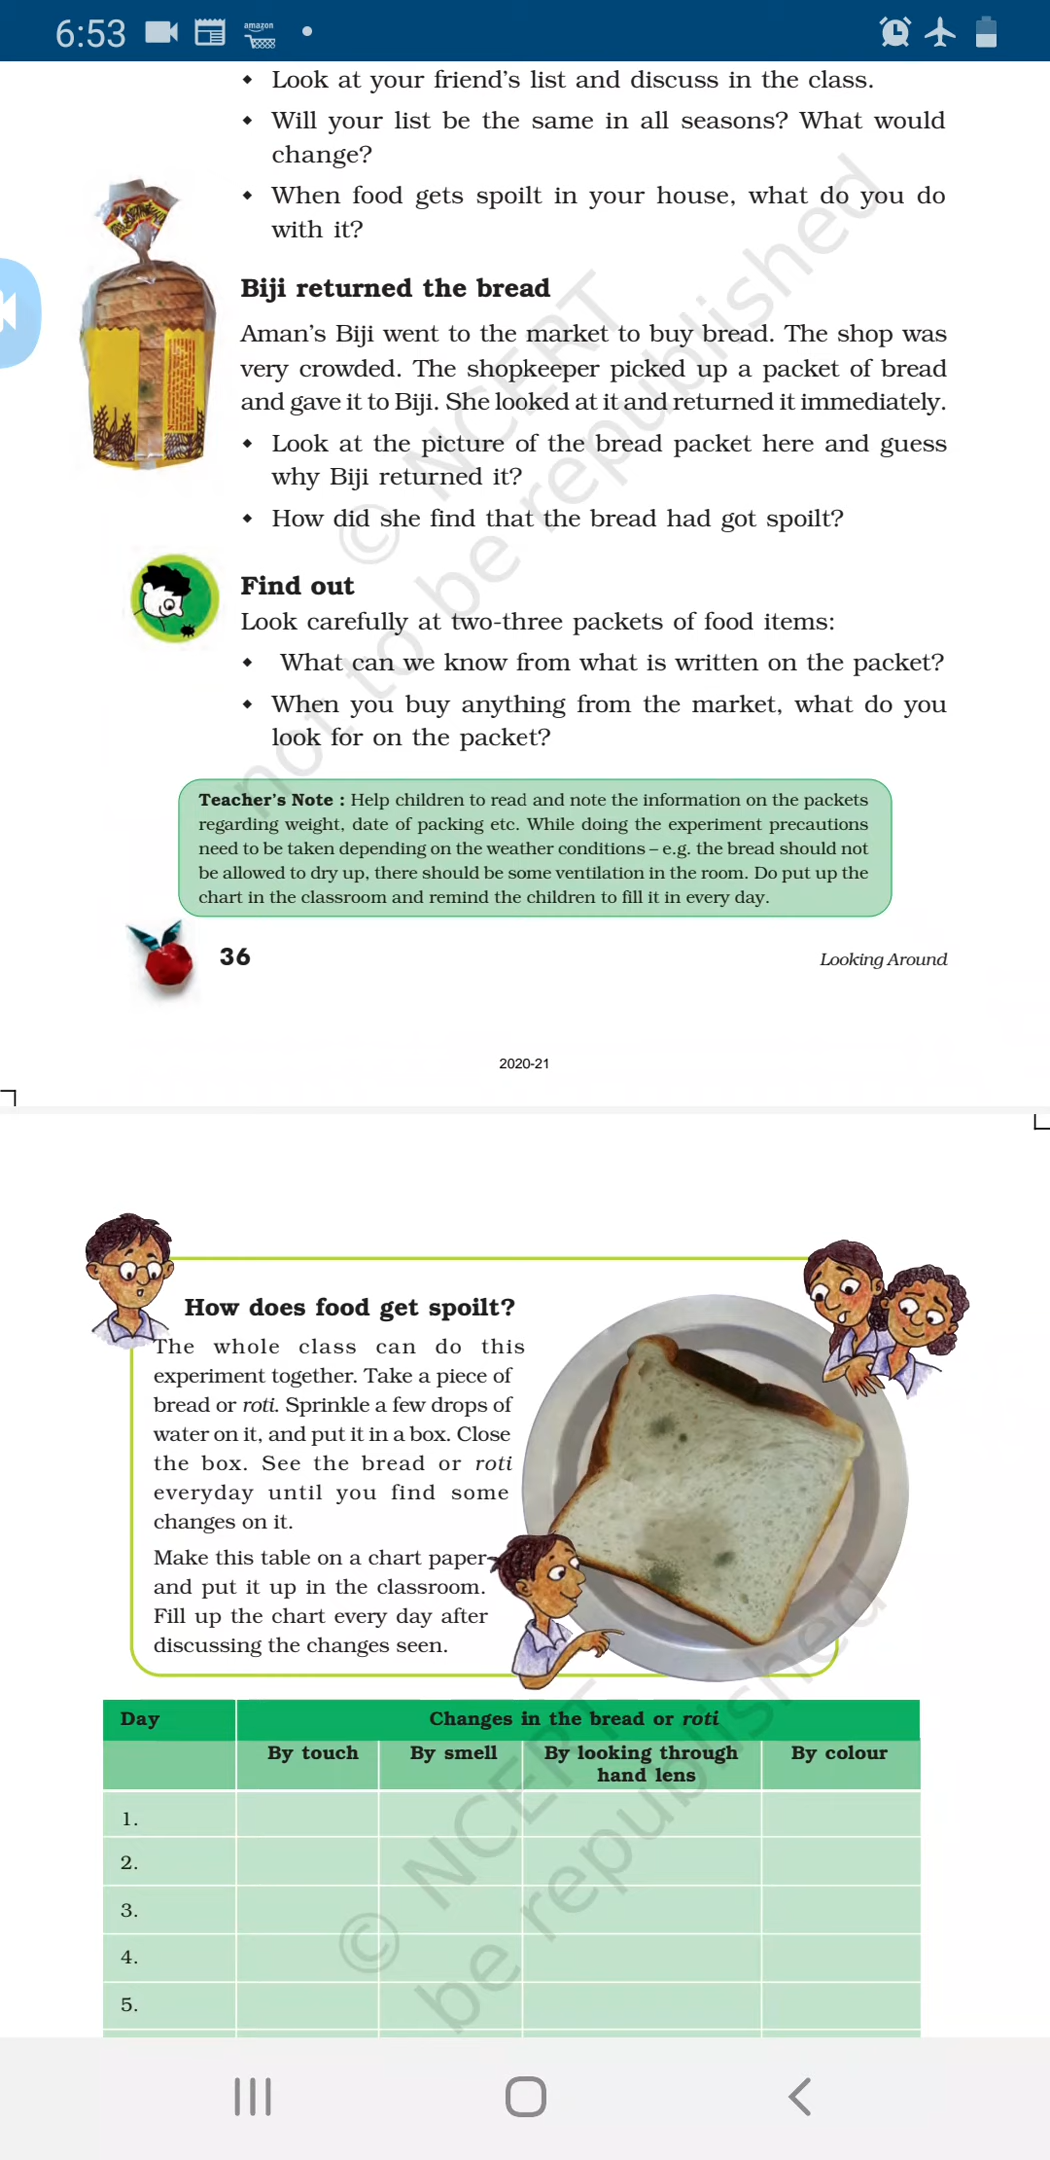 6:53
amazon
◆ Look at your friend's list and discuss in the class.
◆ Will your list be the same in all seasons? What would
change?
◆ When food gets spoilt in your house, what do you do
with it?
Biji returned the bread
Aman's Biji went to the market to buy bread. The shop was
very crowded. The shopkeeper picked up a packet of bread
and gave it to Biji. She looked at it and returned it immediately.
◆ Look at the picture of the bread packet here and guess
why Biji returned it?
◆ How did she find that the bread had got spoilt?
Find out
Look carefully at two-three packets of food items:
◆ What can we know from what is written on the packet?
◆ When you buy anything from the market, what do you
look for on the packet?
Teacher's Note : Help children to read and note the information on the packets
regarding weight, date of packing etc. While doing the experiment precautions
need to be taken depending on the weather conditions – e.g. the bread should not
be allowed to dry up, there should be some ventilation in the room. Do put up the
chart in the classroom and remind the children to fill it in every day.
36
Looking Around
© NCERT
not to be republished
2020-21
How does food get spoilt?
The whole class can do this
experiment together. Take a piece of
bread or roti. Sprinkle a few drops of
water on it, and put it in a box. Close
the box. See the bread or roti
everyday until you find some
changes on it.
Make this table on a chart paper
and put it up in the classroom.
Fill up the chart every day after
discussing the changes seen.
Day Changes in the bread or roti
By touch By smell By looking through By colour
hand lens
1.
2.
3.
4.
5.
© NCERT
be republished